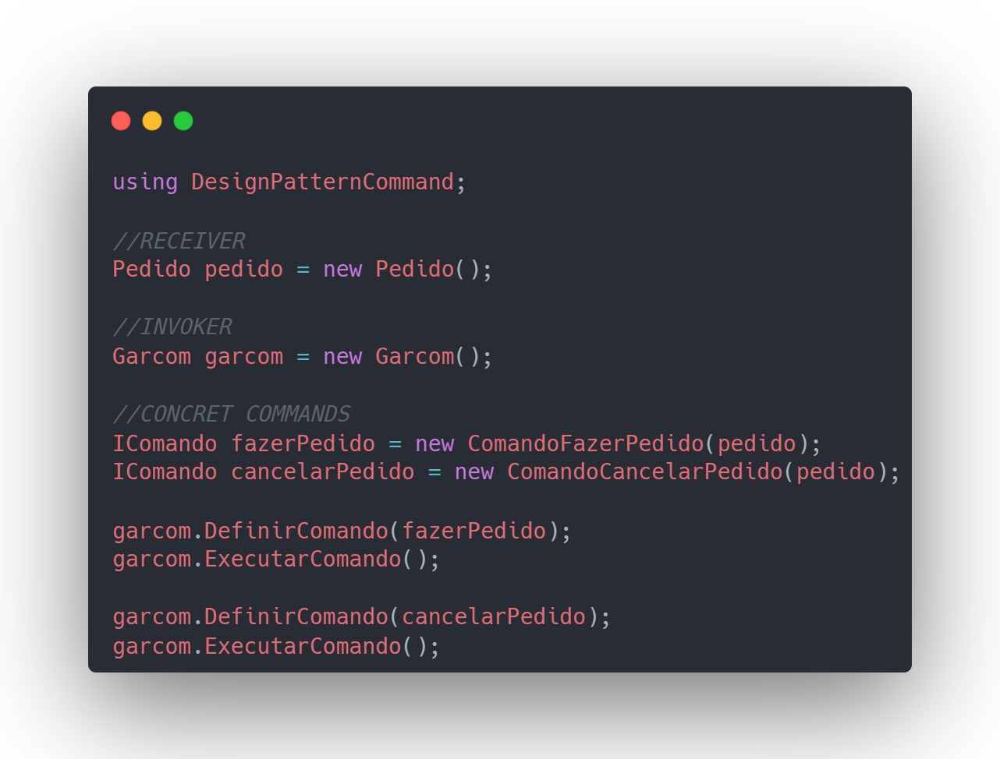 using DesignPatternCommand;
//RECEIVER
Pedido pedido = new Pedido();
//INVOKER
Garcom garcom = new Garcom();
//CONCRET COMMANDS
IComando fazerPedido = new ComandoFazerPedido(pedido);
IComando cancelarPedido = new ComandoCancelarPedido(pedido);
garcom.DefinirComando(fazerPedido);
garcom.ExecutarComando();
garcom.DefinirComando(cancelarPedido);
garcom.ExecutarComando();